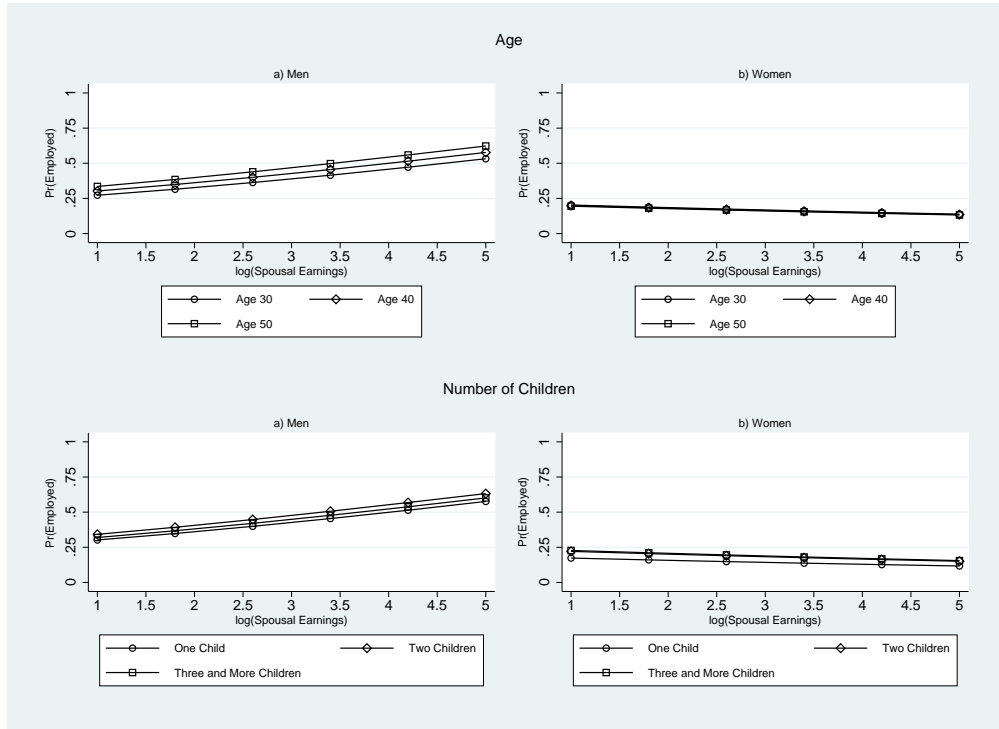 Age
a) Men
Pr(Employed)
0 .25 .5 .75 1
1 1.5 2 2.5 3 3.5 4 4.5 5
log(Spousal Earnings)
Age 30 Age 40
Age 50
b) Women
Pr(Employed)
0 .25 .5 .75 1
1 1.5 2 2.5 3 3.5 4 4.5 5
log(Spousal Earnings)
Age 30 Age 40
Age 50
Number of Children
a) Men
Pr(Employed)
0 .25 .5 .75 1
1 1.5 2 2.5 3 3.5 4 4.5 5
log(Spousal Earnings)
One Child Two Children
Three and More Children
b) Women
Pr(Employed)
0 .25 .5 .75 1
1 1.5 2 2.5 3 3.5 4 4.5 5
log(Spousal Earnings)
One Child Two Children
Three and More Children